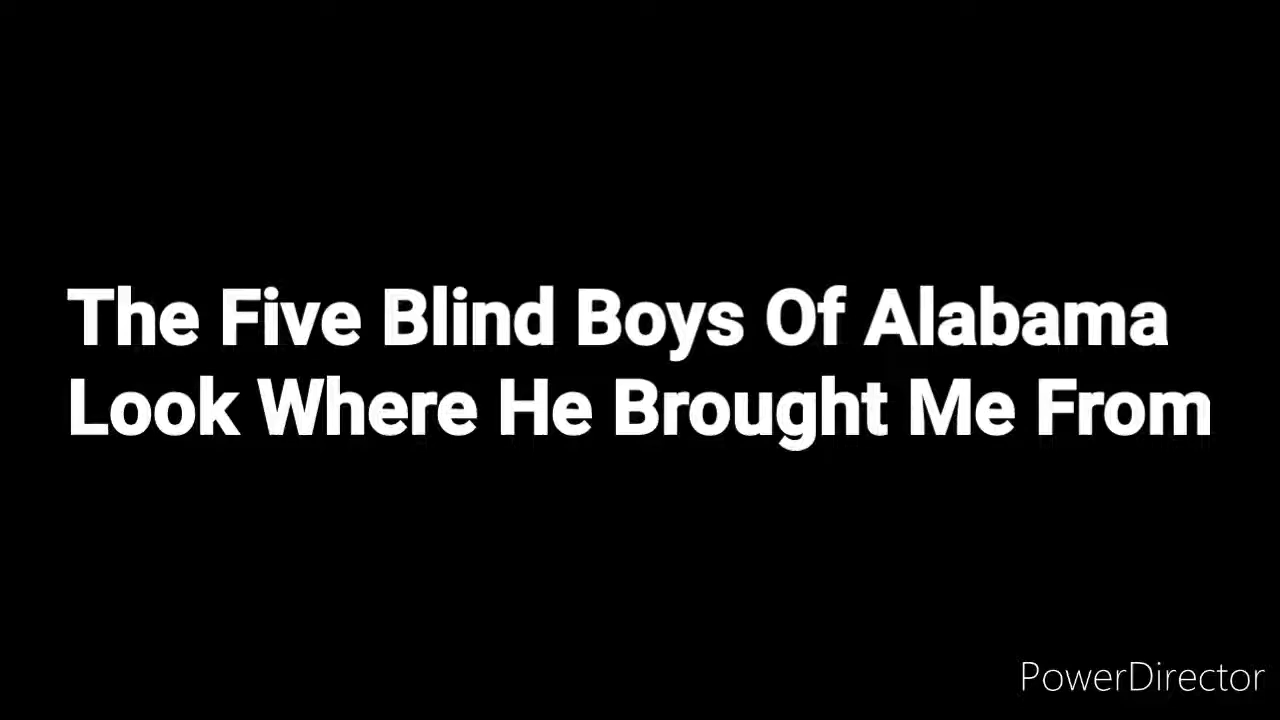 The Five Blind Boys Of Alabama
Look Where He Brought Me From
PowerDirector